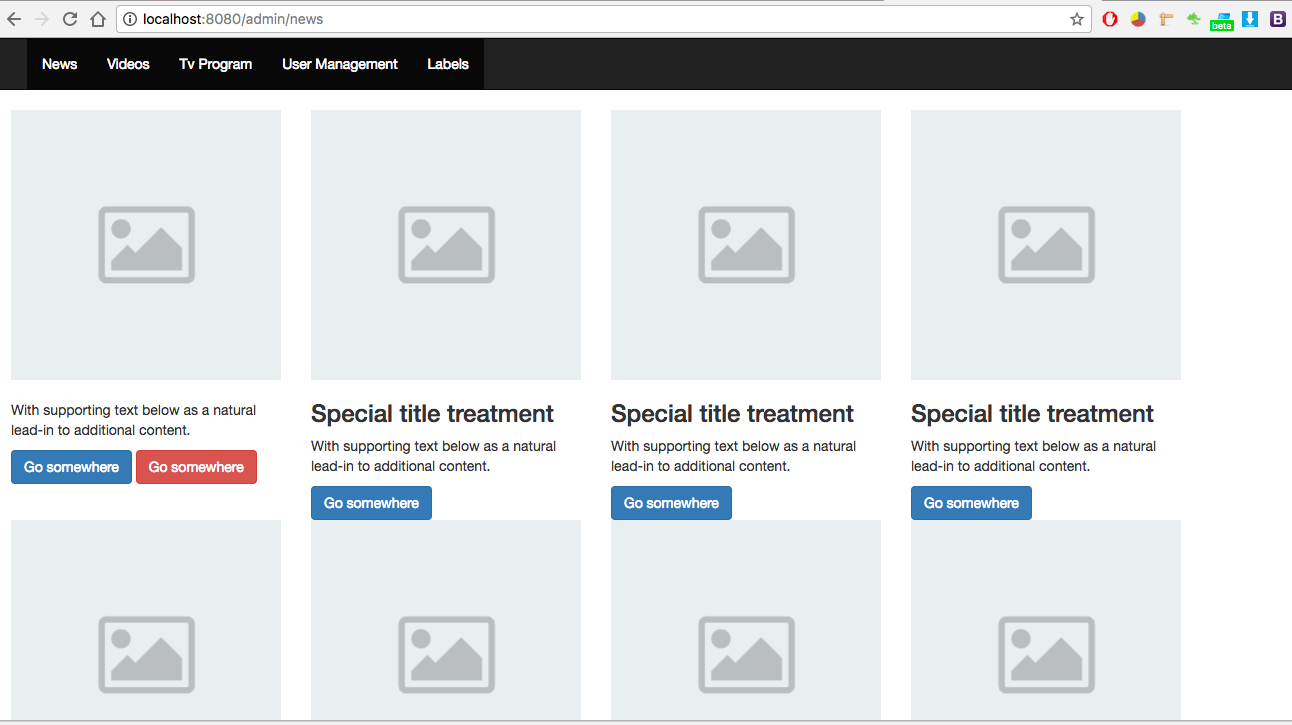 localhost:8080/admin/news
beta
B
News Videos Tv Program User Management Labels
With supporting text below as a natural
lead-in to additional content.
Go somewhere Go somewhere
Special title treatment
With supporting text below as a natural
lead-in to additional content.
Go somewhere
Special title treatment
With supporting text below as a natural
lead-in to additional content.
Go somewhere
Special title treatment
With supporting text below as a natural
lead-in to additional content.
Go somewhere